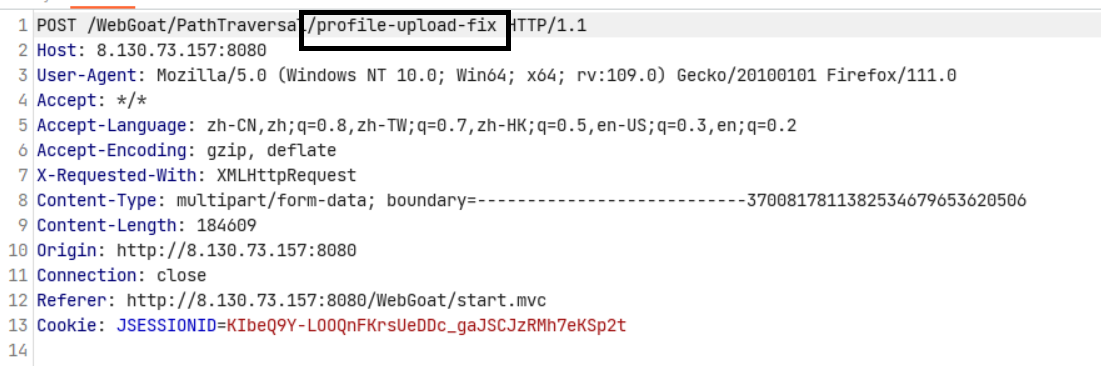 1 POST /WebGoat/PathTraversal/profile-upload-fix HTTP/1.1
2 Host: 8.130.73.157:8080
3 User-Agent: Mozilla/5.0 (Windows NT 10.0; Win64; x64; rv:109.0) Gecko/20100101 Firefox/111.0
4 Accept: */*
5 Accept-Language: zh-CN,zh;q=0.8,zh-TW;q=0.7,zh-HK;q=0.5,en-US;q=0.3,en;q=0.2
6 Accept-Encoding: gzip, deflate
7 X-Requested-With: XMLHttpRequest
8 Content-Type: multipart/form-data; boundary=---------------------------3700817811382534679653620506
9 Content-Length: 184609
10 Origin: http://8.130.73.157:8080
11 Connection: close
12 Referer: http://8.130.73.157:8080/WebGoat/start.mvc
13 Cookie: JSESSIONID=KIbeQ9Y-LOOQnFKrsUeDDc_gaJSCJzRMh7eKSp2t
14